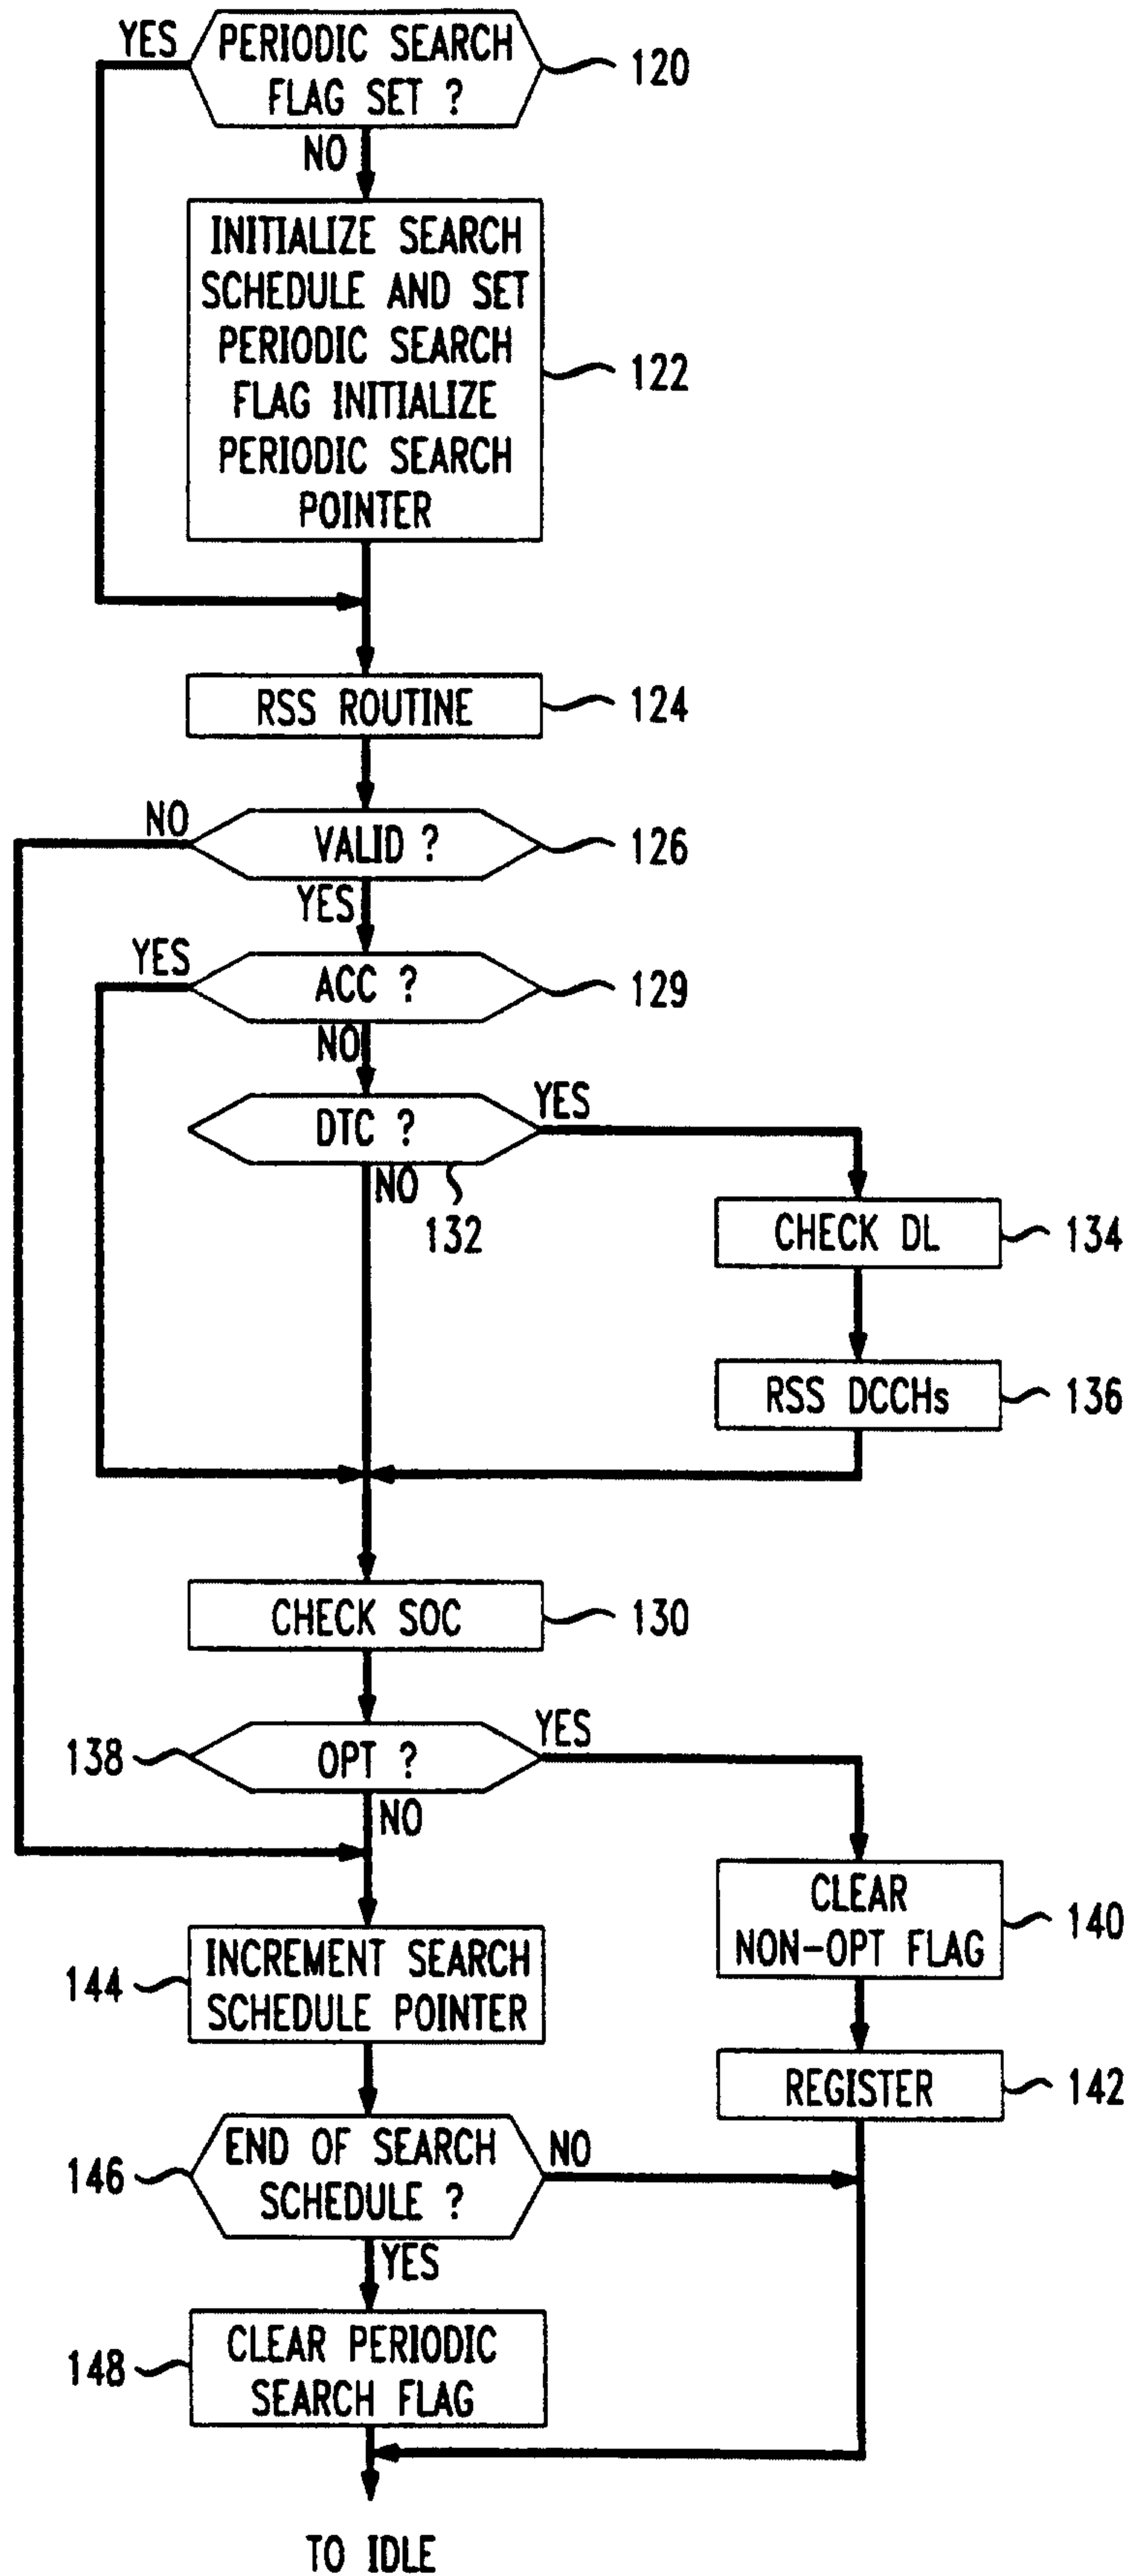 YES
PERIODIC SEARCH
FLAG SET ?
120
NO
INITIALIZE SEARCH
SCHEDULE AND SET
PERIODIC SEARCH
FLAG INITIALIZE
PERIODIC SEARCH
POINTER
122
RSS ROUTINE
124
NO
VALID ?
126
YES
YES
ACC ?
129
NO
DTC ?
YES
NO
132
CHECK DL
134
RSS DCCHs
136
CHECK SOC
130
138
OPT ?
YES
NO
CLEAR
NON-OPT FLAG
140
144
INCREMENT SEARCH
SCHEDULE POINTER
REGISTER
142
146
END OF SEARCH
SCHEDULE ?
NO
YES
148
CLEAR PERIODIC
SEARCH FLAG
TO IDLE